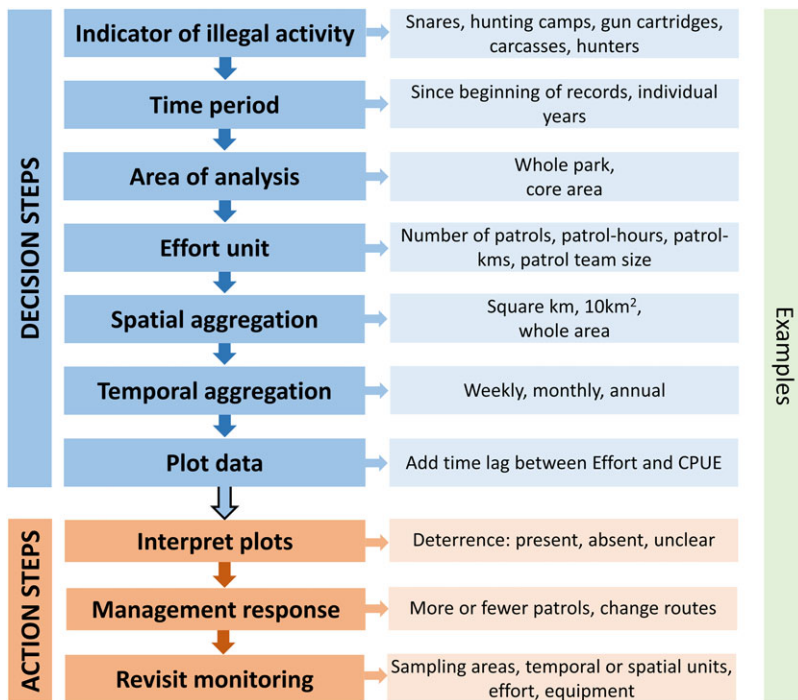 DECISION STEPS
Indicator of illegal activity
Snares, hunting camps, gun cartridges,
carcasses, hunters
Time period
Since beginning of records, individual
years
Area of analysis
Whole park,
core area
Effort unit
Number of patrols, patrol-hours, patrol-
kms, patrol team size
Spatial aggregation
Square km, 10km²,
whole area
Temporal aggregation
Weekly, monthly, annual
Plot data
Add time lag between Effort and CPUE
ACTION STEPS
Interpret plots
Deterrence: present, absent, unclear
Management response
More or fewer patrols, change routes
Revisit monitoring
Sampling areas, temporal or spatial units,
effort, equipment
Examples